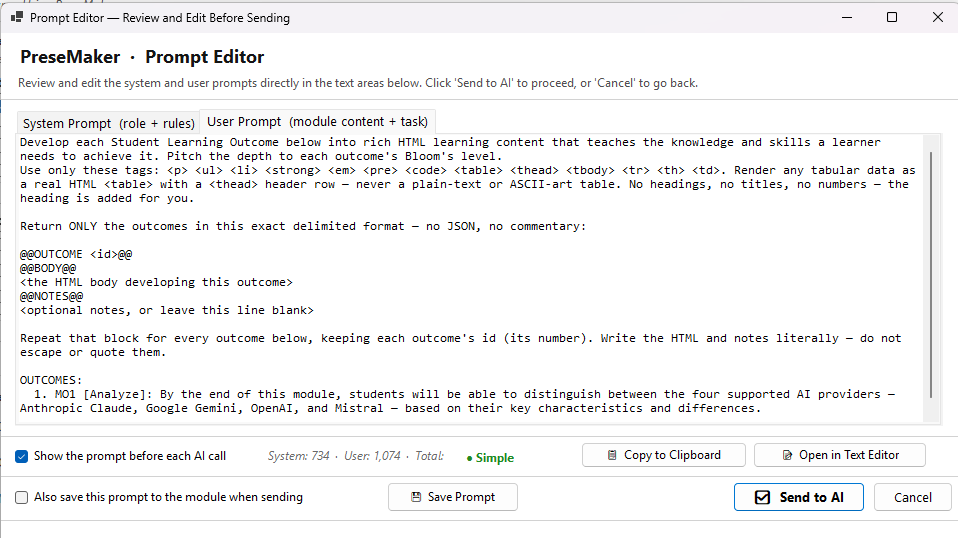 Prompt Editor — Review and Edit Before Sending
PreseMaker · Prompt Editor
Review and edit the system and user prompts directly in the text areas below. Click 'Send to AI' to proceed, or 'Cancel' to go back.
System Prompt (role + rules)
User Prompt (module content + task)
Develop each Student Learning Outcome below into rich HTML learning content that teaches the knowledge and skills a learner
needs to achieve it. Pitch the depth to each outcome's Bloom's level.
Use only these tags: <p> <ul> <li> <strong> <em> <pre> <code> <table> <thead> <tbody> <tr> <th> <td>. Render any tabular data as
a real HTML <table> with a <thead> header row — never a plain-text or ASCII-art table. No headings, no titles, no numbers — the
heading is added for you.
Return ONLY the outcomes in this exact delimited format — no JSON, no commentary:
@@OUTCOME <id>@@
@@BODY@@
<the HTML body developing this outcome>
@@NOTES@@
<optional notes, or leave this line blank>
Repeat that block for every outcome below, keeping each outcome's id (its number). Write the HTML and notes literally — do not
escape or quote them.
OUTCOMES:
1. MO1 [Analyze]: By the end of this module, students will be able to distinguish between the four supported AI providers —
Anthropic Claude, Google Gemini, OpenAI, and Mistral — based on their key characteristics and differences.
Show the prompt before each AI call
System: 734 · User: 1,074 · Total:
● Simple
Copy to Clipboard
Open in Text Editor
Also save this prompt to the module when sending
Save Prompt
Send to AI
Cancel